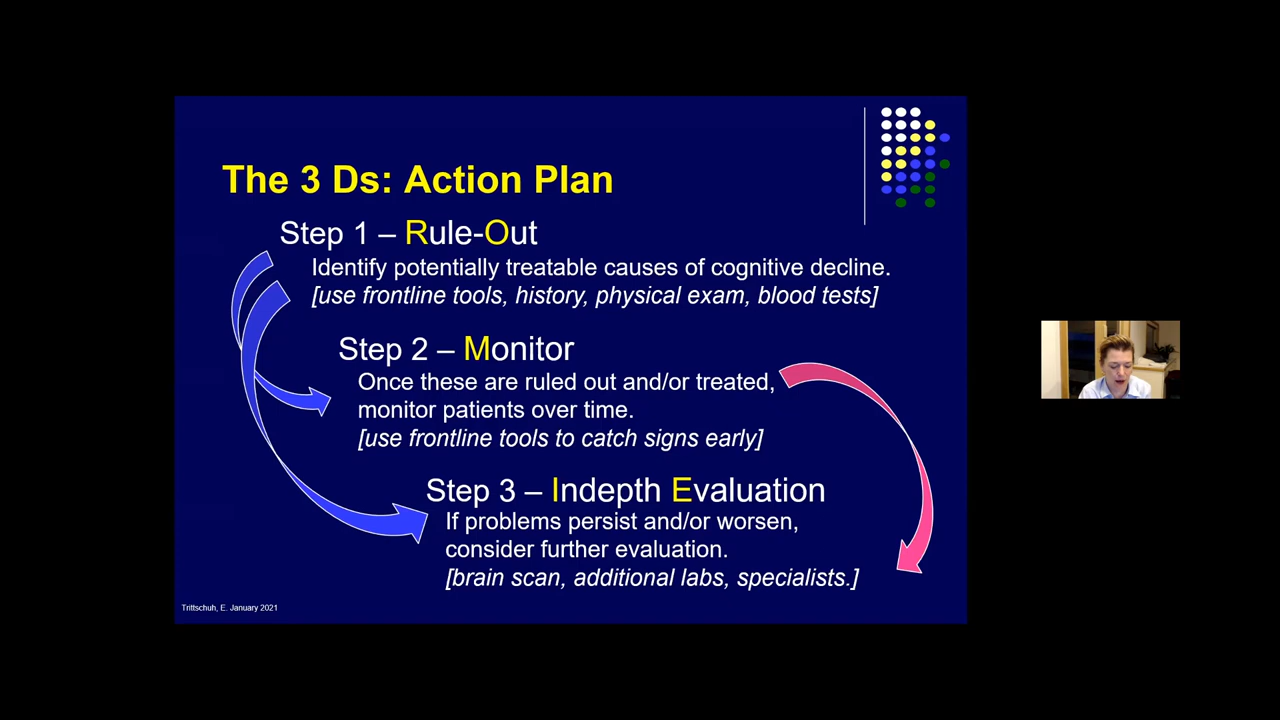 The 3 Ds: Action Plan
Step 1 – Rule-Out
Identify potentially treatable causes of cognitive decline.
[use frontline tools, history, physical exam, blood tests]
Step 2 – Monitor
Once these are ruled out and/or treated,
monitor patients over time.
[use frontline tools to catch signs early]
Step 3 – Indepth Evaluation
If problems persist and/or worsen,
consider further evaluation.
[brain scan, additional labs, specialists.]
Trittschuh, E. January 2021